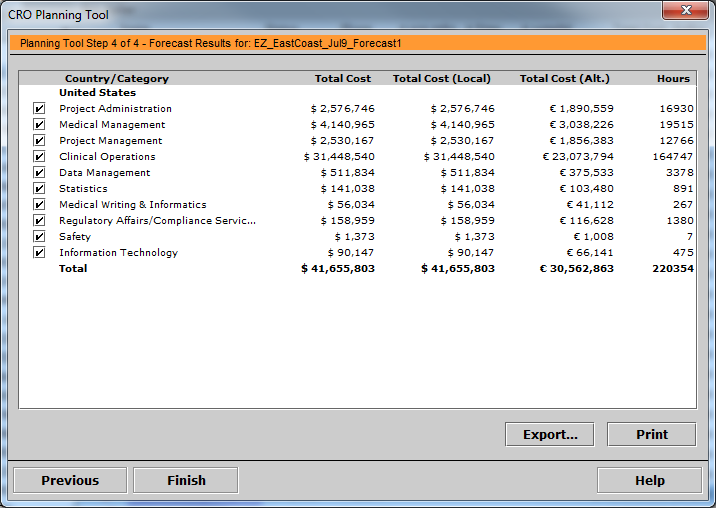 CRO Planning Tool
Planning Tool Step 4 of 4 - Forecast Results for: EZ_EastCoast_Jul9_Forecast1
Country/Category Total Cost Total Cost (Local) Total Cost (Alt.) Hours
United States
Project Administration $ 2,576,746 $ 2,576,746 € 1,890,559 16930
Medical Management $ 4,140,965 $ 4,140,965 € 3,038,226 19515
Project Management $ 2,530,167 $ 2,530,167 € 1,856,383 12766
Clinical Operations $ 31,448,540 $ 31,448,540 € 23,073,794 164747
Data Management $ 511,834 $ 511,834 € 375,533 3378
Statistics $ 141,038 $ 141,038 € 103,480 891
Medical Writing & Informatics $ 56,034 $ 56,034 € 41,112 267
Regulatory Affairs/Compliance Servic... $ 158,959 $ 158,959 € 116,628 1380
Safety $ 1,373 $ 1,373 € 1,008 7
Information Technology $ 90,147 $ 90,147 € 66,141 475
Total $ 41,655,803 $ 41,655,803 € 30,562,863 220354
Export... Print
Previous Finish Help